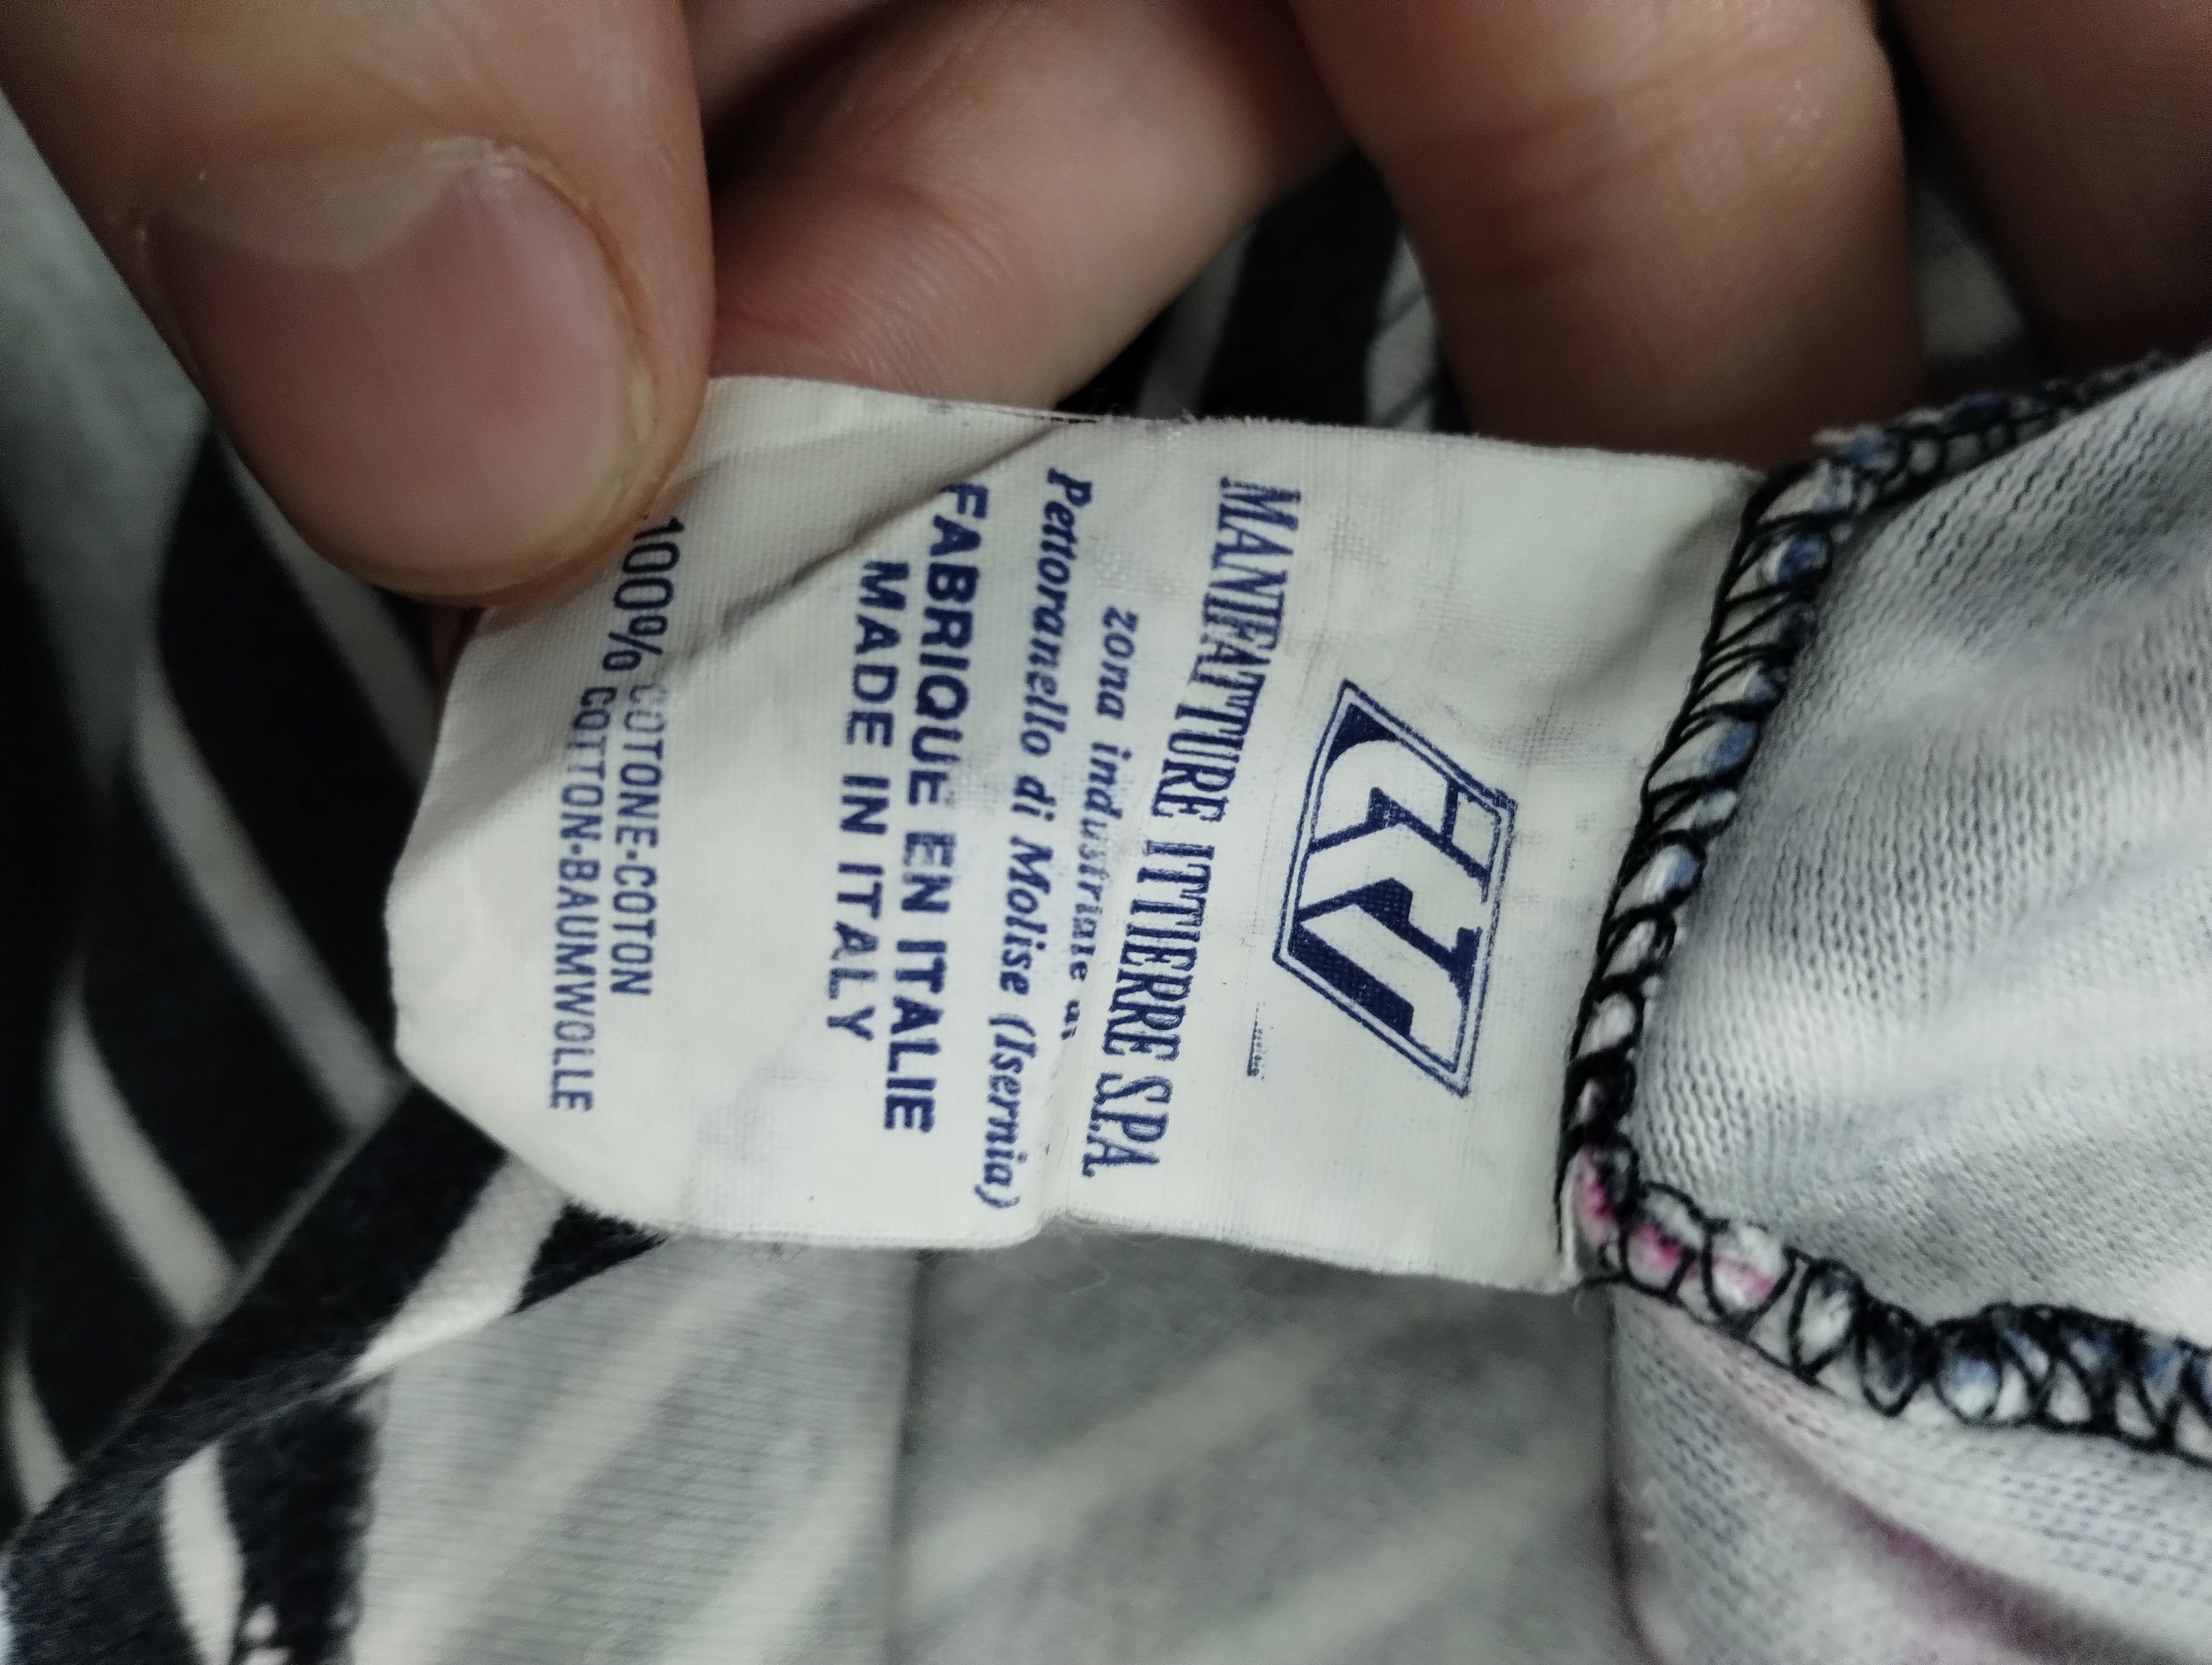 MANIFATTURE ITTIERRE S.P.A
zona industriale di
Pettoranello di Molise (Isernia)
FABRIQUE EN ITALIE
MADE IN ITALY
100% COTONE-COTON
COTTON-BAUMWOLLE